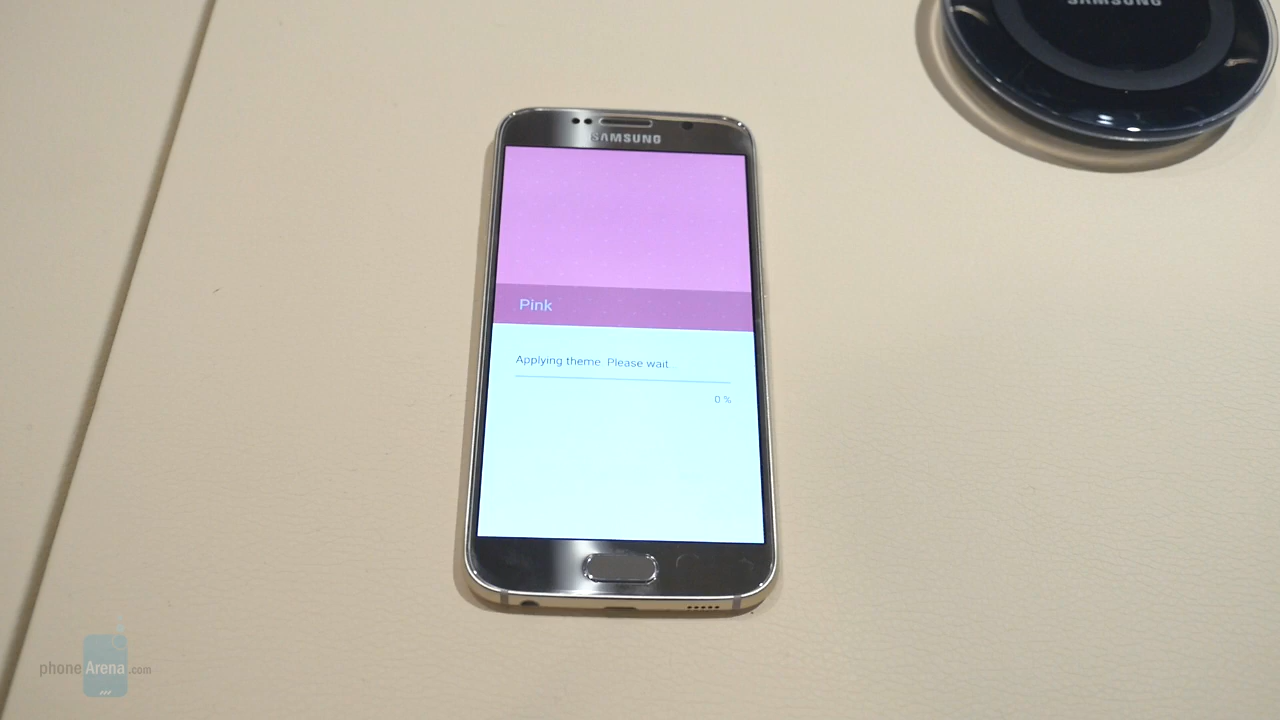 SAMSUNG
SAMSUNG
Pink
Applying theme. Please wait...
0 %
phoneArena.com